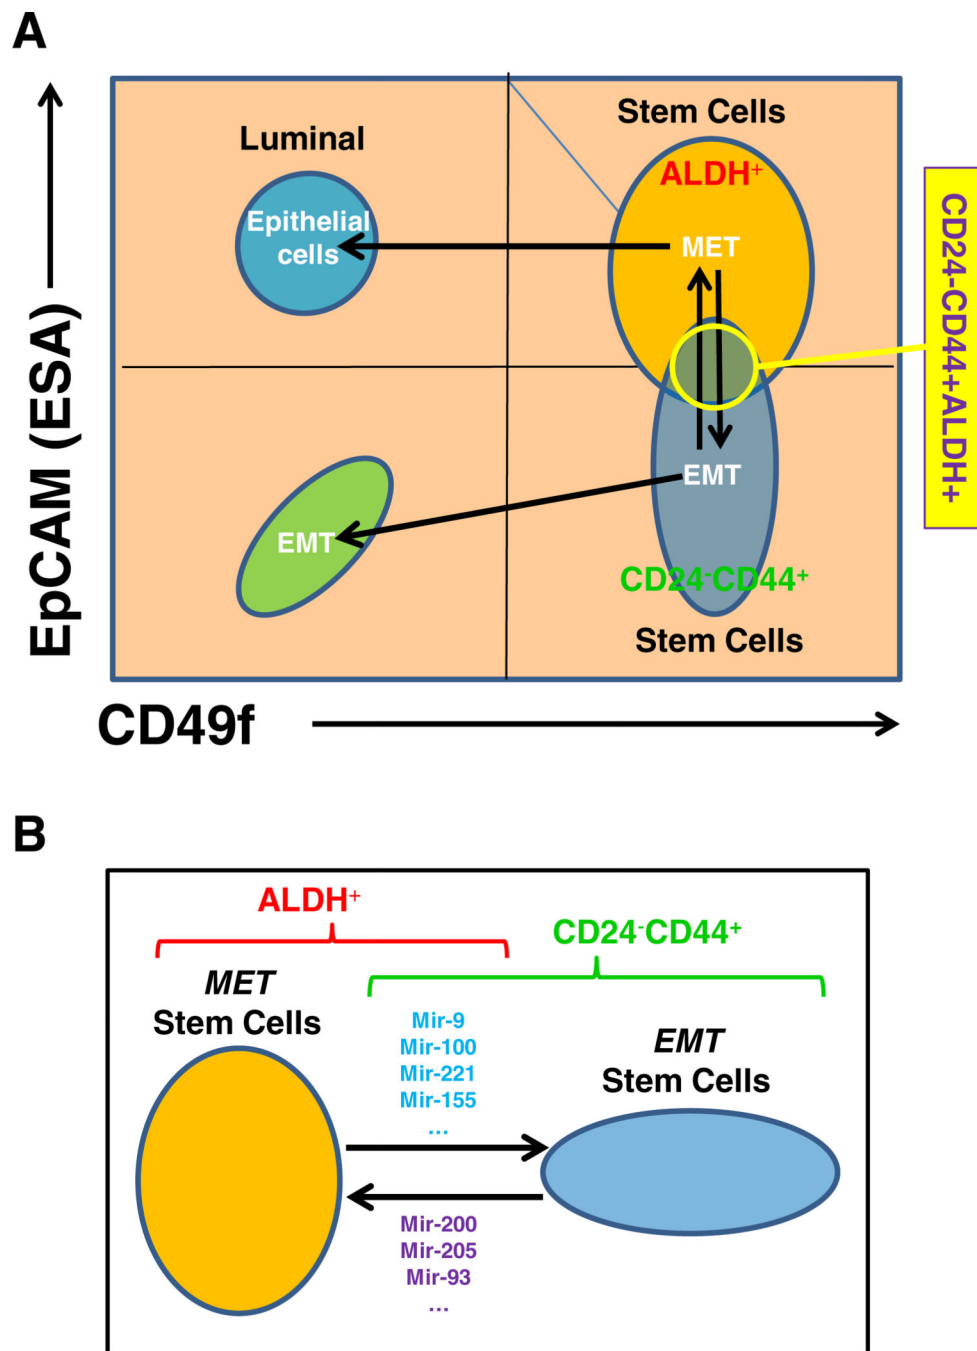 A
EpCAM (ESA)
Luminal
Epithelial
cells
Stem Cells
ALDH⁺
MET
EMT
EMT
CD24⁻CD44⁺
Stem Cells
CD24-CD44+ALDH+
CD49f
B
ALDH⁺
CD24⁻CD44⁺
MET
Stem Cells
Mir-9
Mir-100
Mir-221
Mir-155
...
EMT
Stem Cells
Mir-200
Mir-205
Mir-93
...